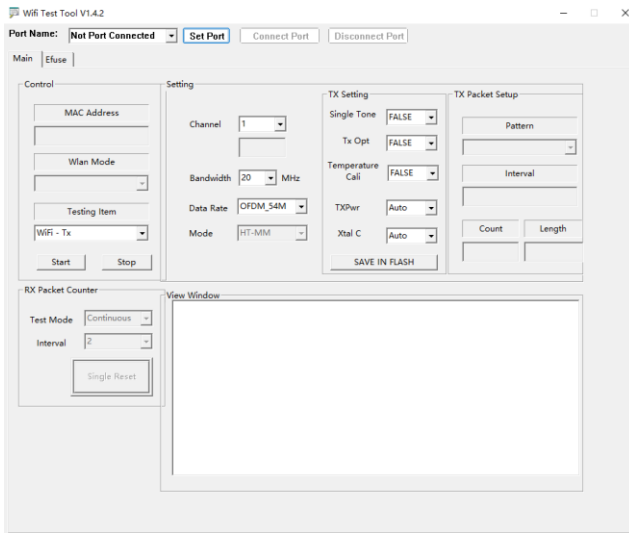 Wifi Test Tool V1.4.2
Port Name: Not Port Connected Set Port Connect Port Disconnect Port
Main Efuse
Control
MAC Address
Wlan Mode
Testing Item
WiFi - Tx
Start Stop
Setting
Channel 1
Bandwidth 20 MHz
Data Rate OFDM_54M
Mode HT-MM
TX Setting
Single Tone FALSE
Tx Opt FALSE
Temperature
Cali FALSE
TXPwr Auto
Xtal C Auto
SAVE IN FLASH
TX Packet Setup
Pattern
Interval
Count Length
RX Packet Counter
Test Mode Continuous
Interval 2
Single Reset
View Window